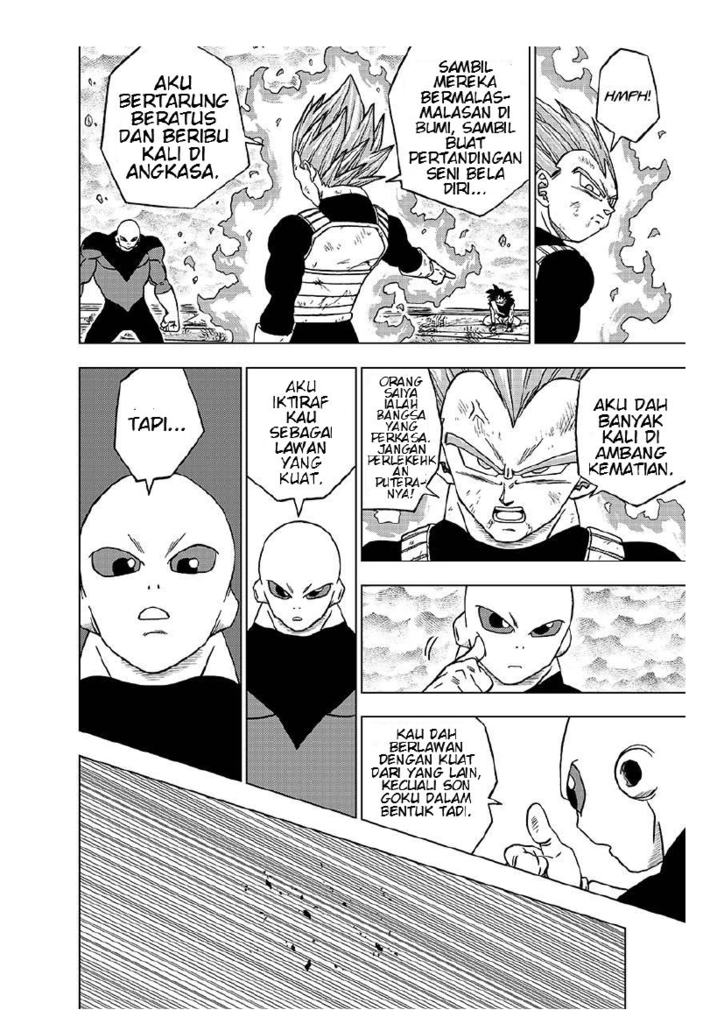 HMPH!
SAMBIL
MEREKA
BERMALAS-
MALASAN DI
BUMI, SAMBIL
BUAT
PERTANDINGAN
SENI BELA
DIRI...
AKU
BERTARUNG
BERATUS
DAN BERIBU
KALI DI
ANGKASA.
AKU DAH
BANYAK
KALI DI
AMBANG
KEMATIAN.
ORANG
SAIYA
IALAH
BANGSA
YANG
PERKASA.
JANGAN
PERLEKEHK
AN
PUTERA-
NYA!
KAU DAH
BERLAWAN
DENGAN KUAT
DARI YANG LAIN,
KECUALI SON
GOKU DALAM
BENTUK TADI.
AKU
IKTIRAF
KAU
SEBAGAI
LAWAN
YANG
KUAT.
TAPI...